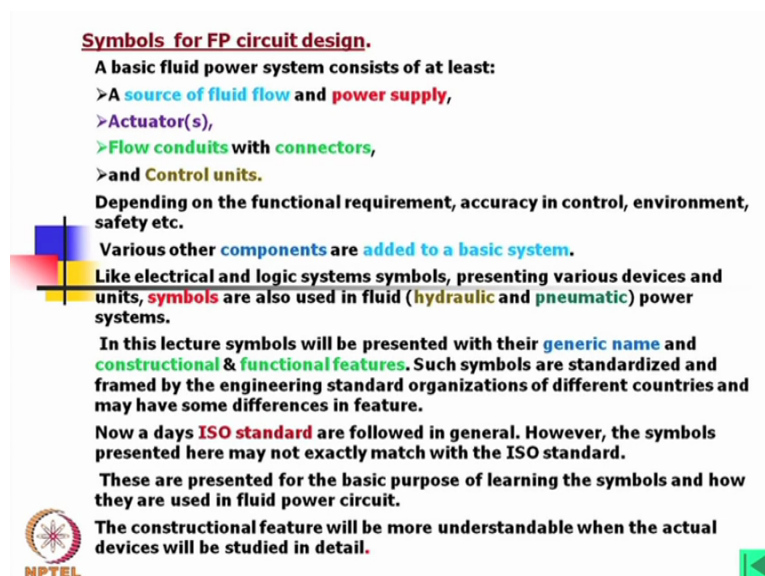 Symbols for FP circuit design.
A basic fluid power system consists of at least:
➢A source of fluid flow and power supply,
➢Actuator(s),
➢Flow conduits with connectors,
➢and Control units.
Depending on the functional requirement, accuracy in control, environment,
safety etc.
Various other components are added to a basic system.
Like electrical and logic systems symbols, presenting various devices and
units, symbols are also used in fluid (hydraulic and pneumatic) power
systems.
In this lecture symbols will be presented with their generic name and
constructional & functional features. Such symbols are standardized and
framed by the engineering standard organizations of different countries and
may have some differences in feature.
Now a days ISO standard are followed in general. However, the symbols
presented here may not exactly match with the ISO standard.
These are presented for the basic purpose of learning the symbols and how
they are used in fluid power circuit.
The constructional feature will be more understandable when the actual
devices will be studied in detail.
NPTEL